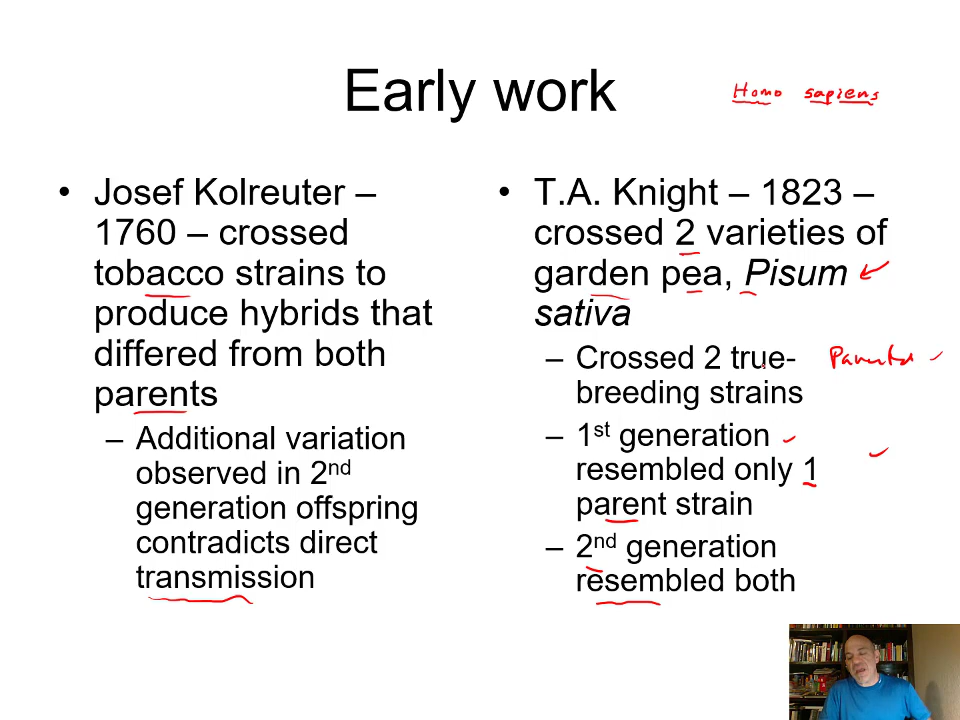 Early work
Homo sapiens
• Josef Kolreuter –
1760 – crossed
tobacco strains to
produce hybrids that
differed from both
parents
– Additional variation
observed in 2nd
generation offspring
contradicts direct
transmission
• T.A. Knight – 1823 –
crossed 2 varieties of
garden pea, Pisum
sativa
– Crossed 2 true-
breeding strains
– 1st generation
resembled only 1
parent strain
– 2nd generation
resembled both